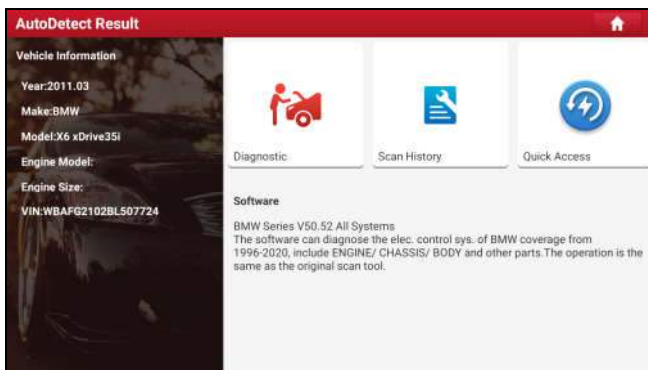 AutoDetect Result
Vehicle Information
Year:2011.03
Make:BMW
Model:X6 xDrive35i
Engine Model:
Engine Size:
VIN:WBAFG2102BL507724
Diagnostic
Scan History
Quick Access
Software
BMW Series V50.52 All Systems
The software can diagnose the elec. control sys. of BMW coverage from
1996-2020, include ENGINE/ CHASSIS/ BODY and other parts.The operation is the
same as the original scan tool.